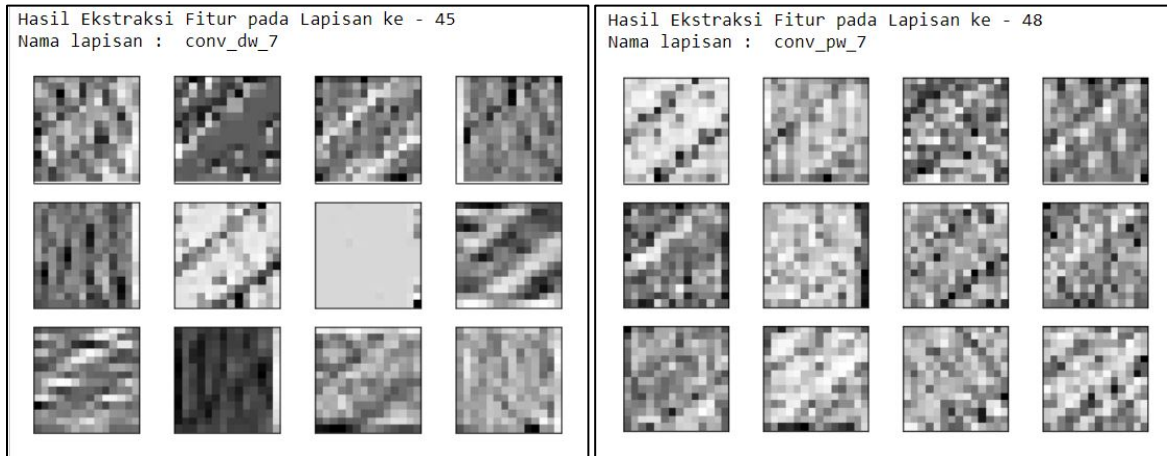 Hasil Ekstraksi Fitur pada Lapisan ke - 45
Nama lapisan :  conv_dw_7
Hasil Ekstraksi Fitur pada Lapisan ke - 48
Nama lapisan :  conv_pw_7